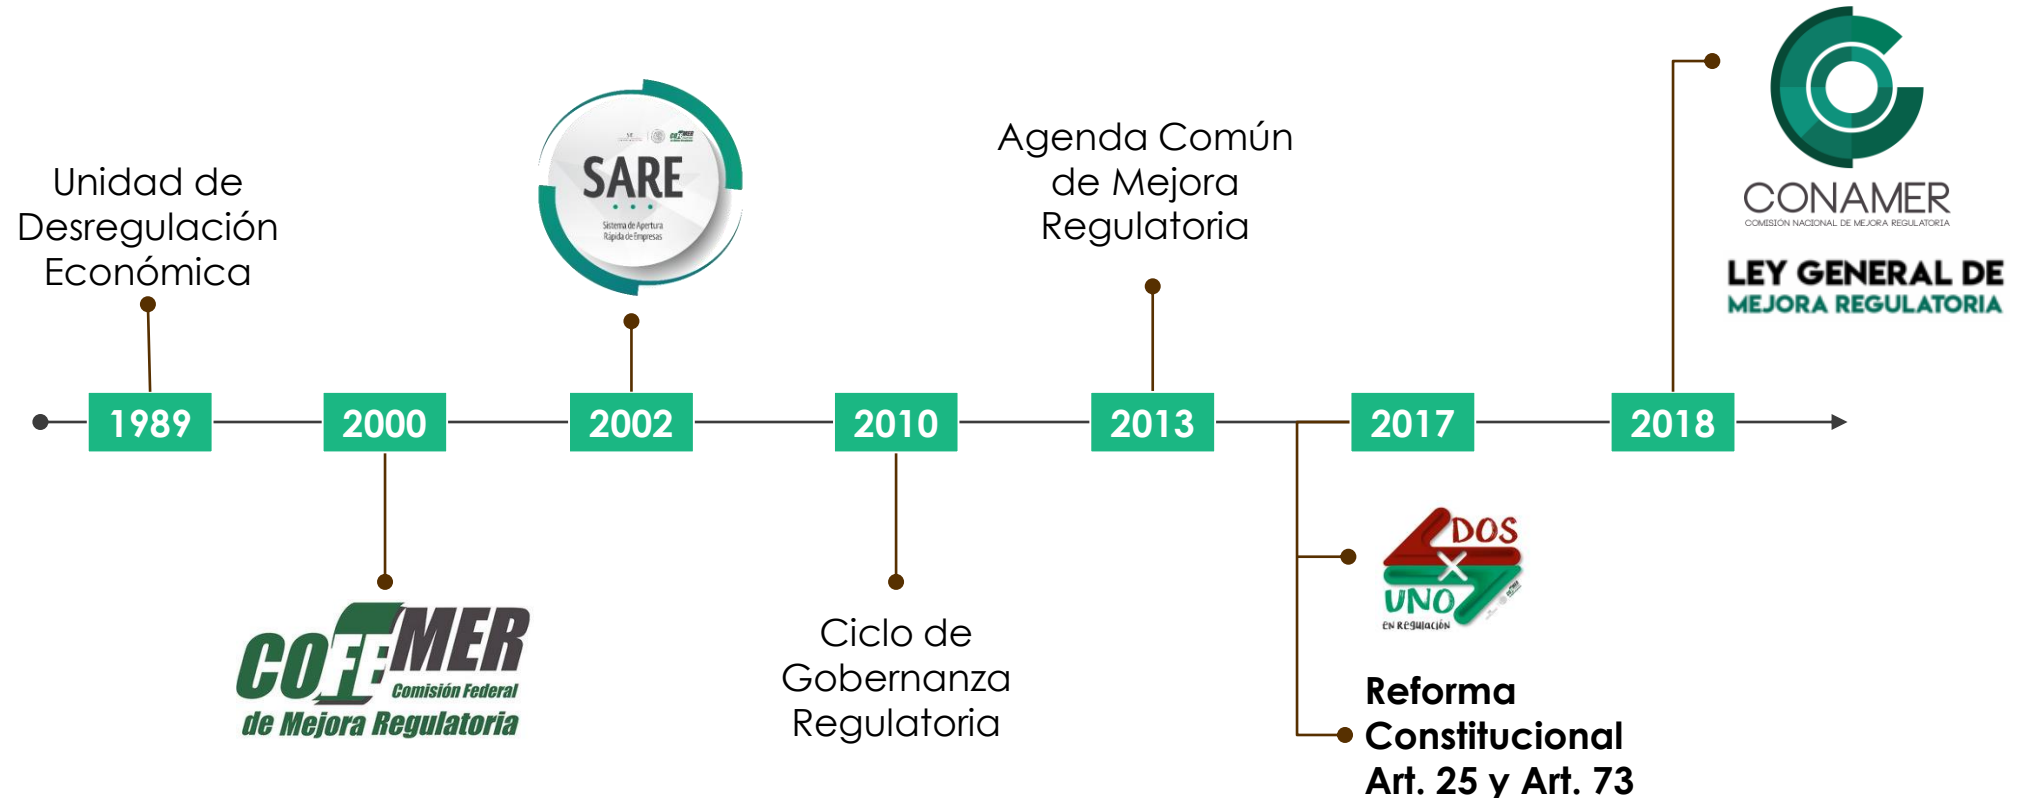 Unidad de
Desregulación
Económica
COFEMER
SARE
Sistema de Apertura
Rápida de Empresas
Agenda Común
de Mejora
Regulatoria
CONAMER
COMISIÓN NACIONAL DE MEJORA REGULATORIA
LEY GENERAL DE
MEJORA REGULATORIA
1989
2000
2002
2010
2013
2017
2018
COFEMER
Comisión Federal
de Mejora Regulatoria
Ciclo de
Gobernanza
Regulatoria
DOS
X
UNO
EN REGULACIÓN
Reforma
Constitucional
Art. 25 y Art. 73